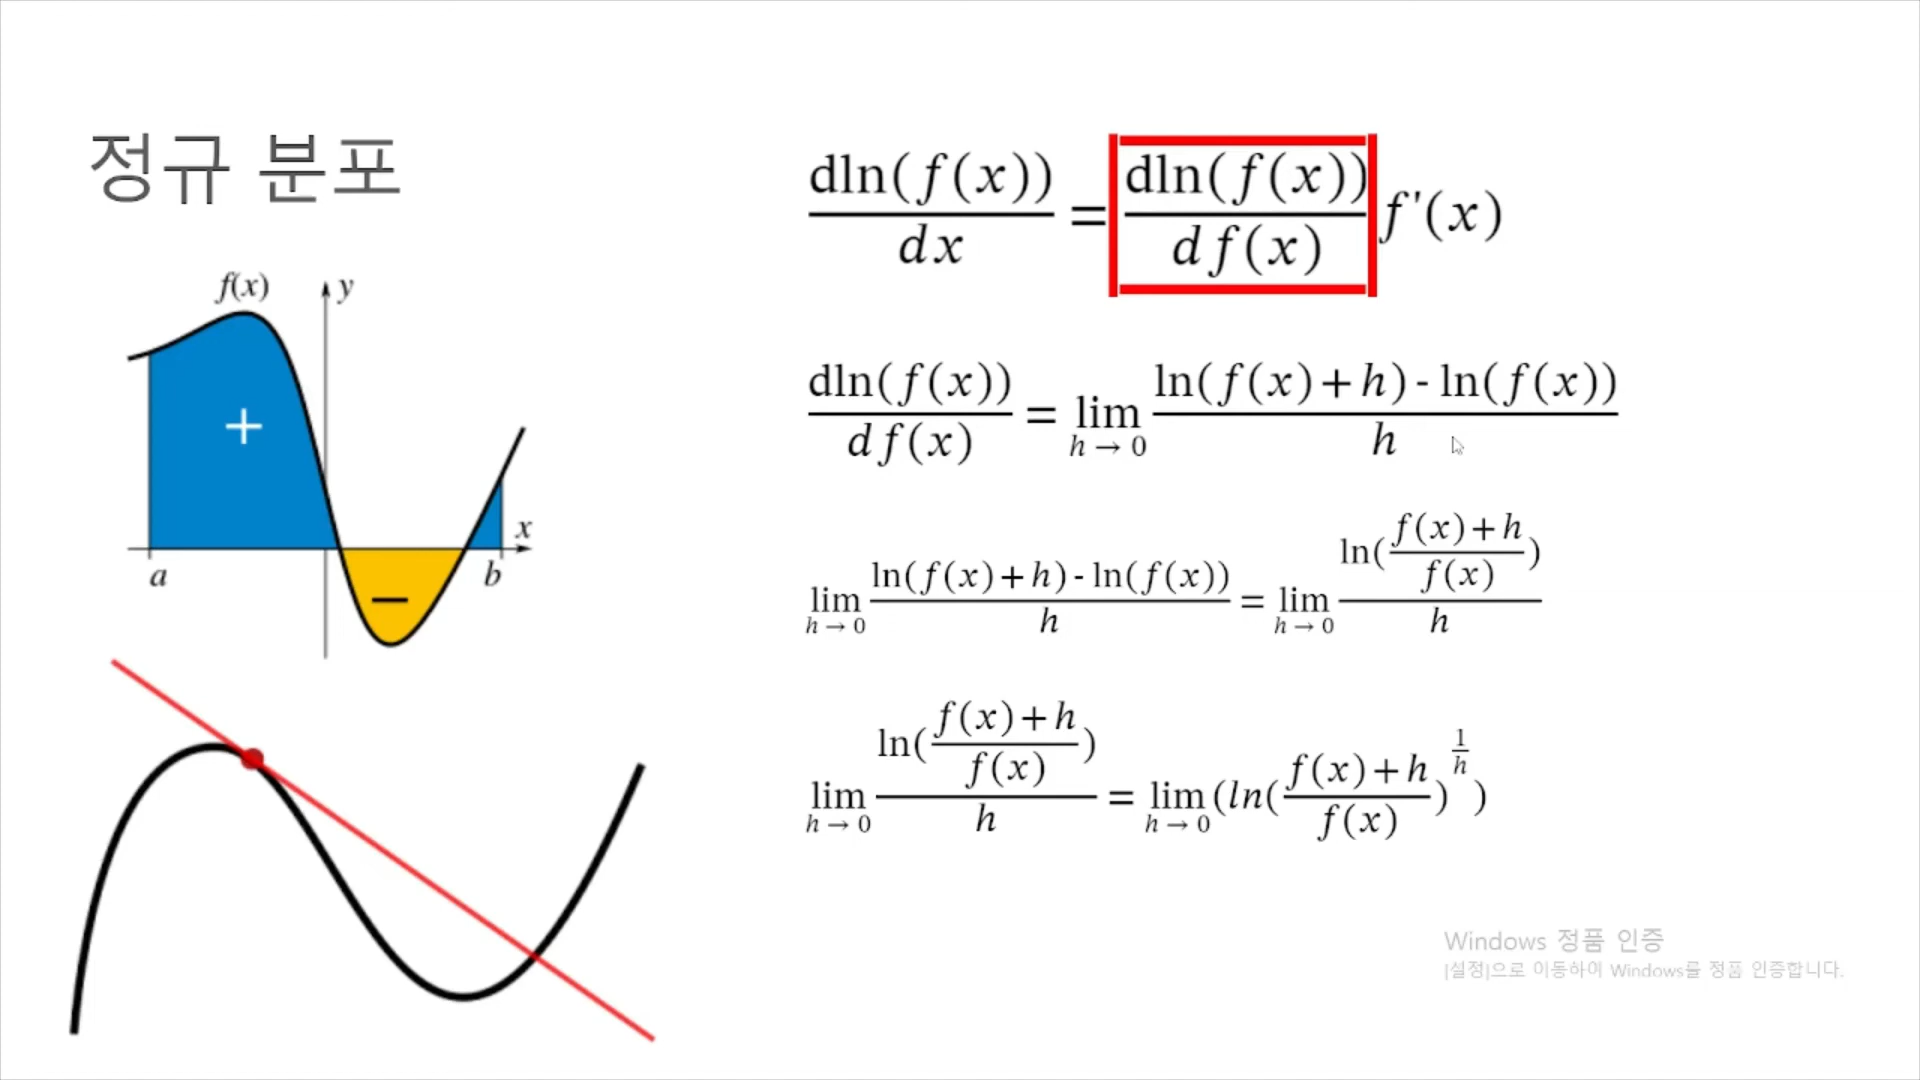 정규 분포
dln(f(x))/dx = dln(f(x))/df(x) f'(x)
f(x) y
+
x
a b
−
dln(f(x))/df(x) = lim h→0 ln(f(x)+h)-ln(f(x))/h
lim h→0 ln(f(x)+h)-ln(f(x))/h = lim h→0 ln(f(x)+h/f(x))/h
lim h→0 ln(f(x)+h/f(x))/h = lim h→0 (ln(f(x)+h/f(x))^1/h)
Windows 정품 인증
[설정]으로 이동하여 Windows를 정품 인증합니다.